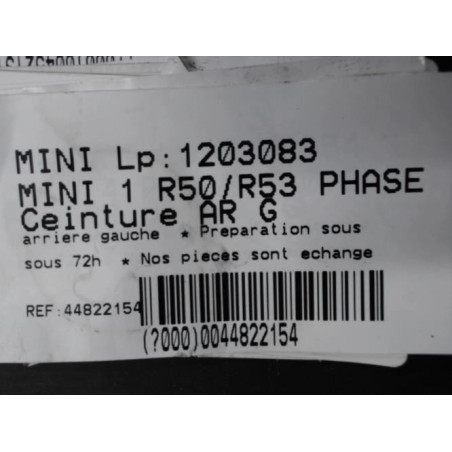 MINI Lp:1203083
MINI 1 R50/R53 PHASE
Ceinture AR G
arriere gauche * Preparation sous
sous 72h * Nos pieces sont echange
REF:44822154
(?000)0044822154